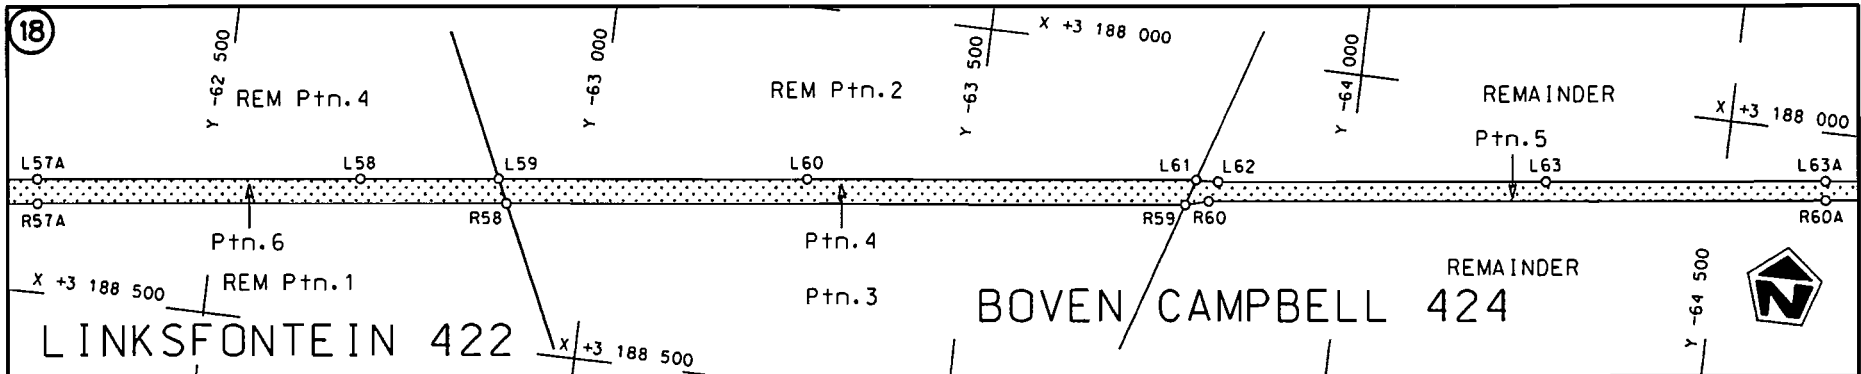 18
Y -62 500
Y -63 000
Y -63 500
X +3 188 000
Y -64 000
REM Ptn.4
REM Ptn.2
REMAINDER
X +3 188 000
Ptn.5
L57A
L58
L59
L60
L61
L62
L63
L63A
R57A
R58
R59
R60
R60A
Ptn.6
Ptn.4
X +3 188 500
REM Ptn.1
Ptn.3
REMAINDER
Y -64 500
N
LINKSFONTEIN 422
BOVEN CAMPBELL 424
X +3 188 500